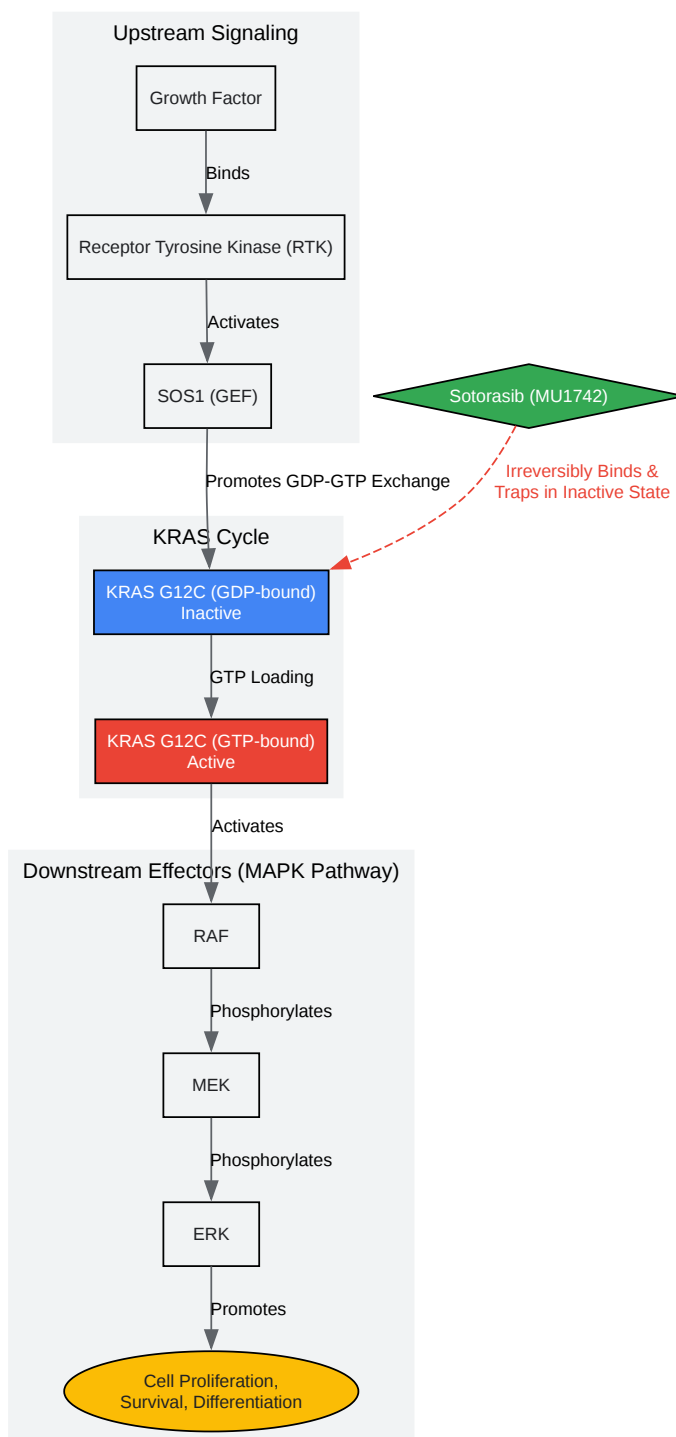 Upstream Signaling
Growth Factor
Binds
Receptor Tyrosine Kinase (RTK)
Activates
SOS1 (GEF)
Sotorasib (MU1742)
Irreversibly Binds &
Traps in Inactive State
Promotes GDP-GTP Exchange
KRAS Cycle
KRAS G12C (GDP-bound)
Inactive
GTP Loading
KRAS G12C (GTP-bound)
Active
Activates
Downstream Effectors (MAPK Pathway)
RAF
Phosphorylates
MEK
Phosphorylates
ERK
Promotes
Cell Proliferation,
Survival, Differentiation